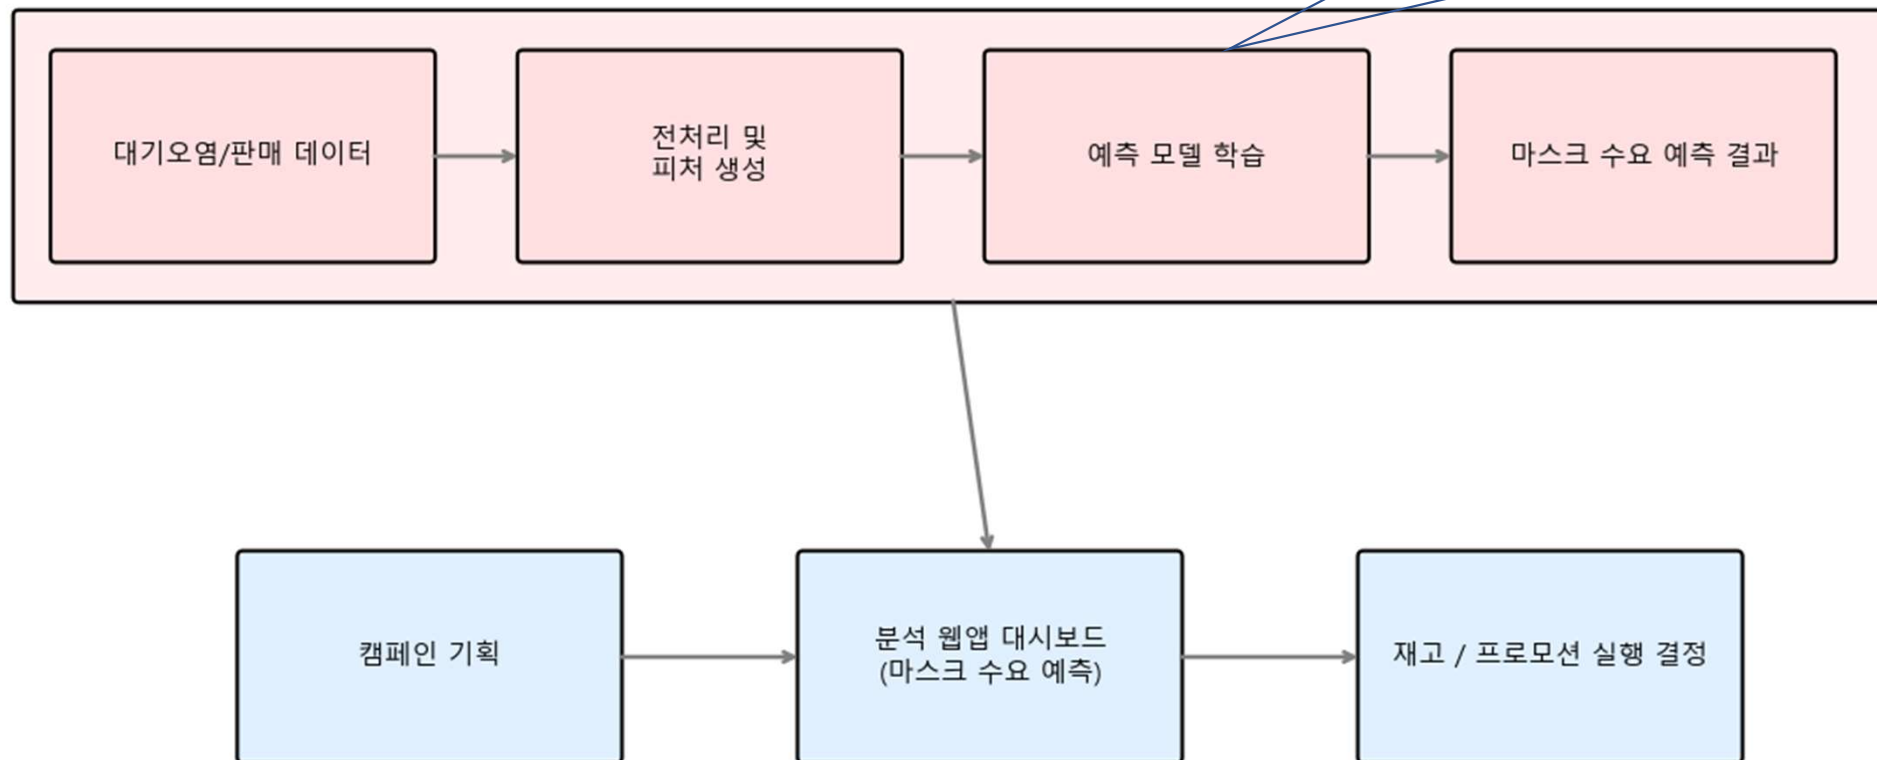 대기오염/판매 데이터
전처리 및
피처 생성
예측 모델 학습
마스크 수요 예측 결과
캠페인 기획
분석 웹앱 대시보드
(마스크 수요 예측)
재고 / 프로모션 실행 결정